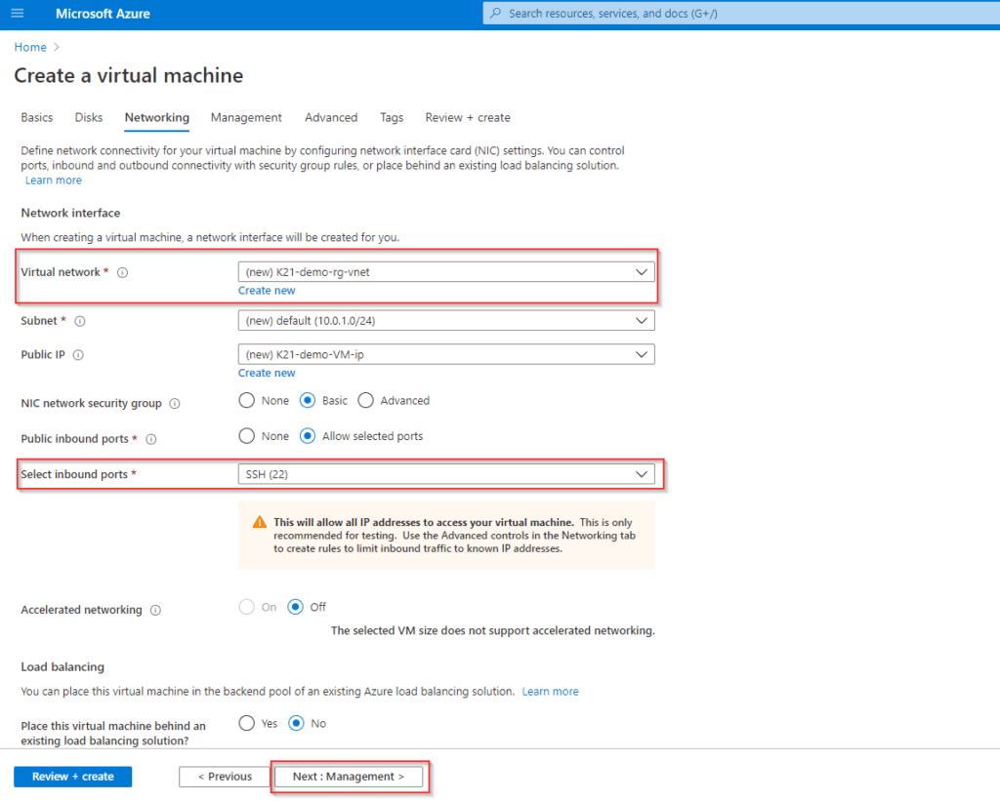 Microsoft Azure
Search resources, services, and docs (G+/)
Home >
Create a virtual machine
Basics Disks Networking Management Advanced Tags Review + create
Define network connectivity for your virtual machine by configuring network interface card (NIC) settings. You can control
ports, inbound and outbound connectivity with security group rules, or place behind an existing load balancing solution.
Learn more
Network interface
When creating a virtual machine, a network interface will be created for you.
Virtual network * (new) K21-demo-rg-vnet
Create new
Subnet * (new) default (10.0.1.0/24)
Public IP (new) K21-demo-VM-ip
Create new
NIC network security group None Basic Advanced
Public inbound ports * None Allow selected ports
Select inbound ports * SSH (22)
This will allow all IP addresses to access your virtual machine. This is only
recommended for testing. Use the Advanced controls in the Networking tab
to create rules to limit inbound traffic to known IP addresses.
Accelerated networking On Off
The selected VM size does not support accelerated networking.
Load balancing
You can place this virtual machine in the backend pool of an existing Azure load balancing solution. Learn more
Place this virtual machine behind an Yes No
existing load balancing solution?
Review + create < Previous Next : Management >